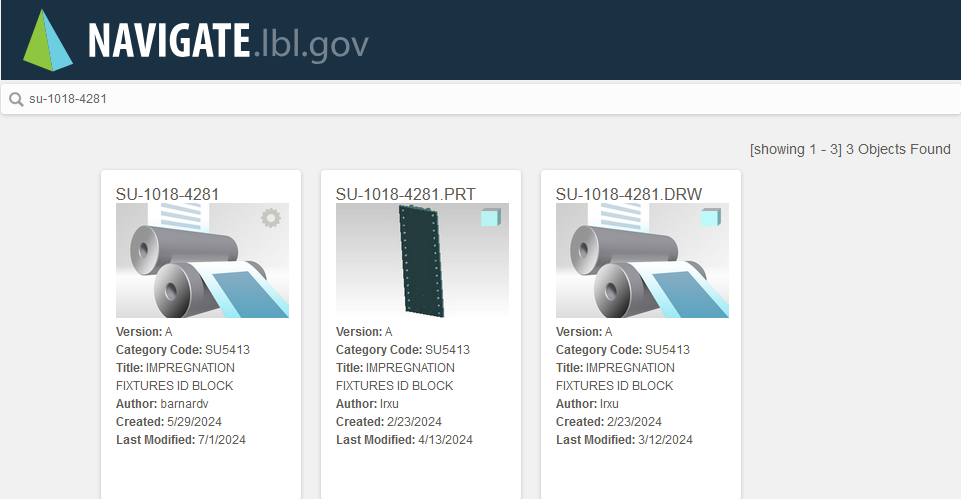 NAVIGATE.lbl.gov
su-1018-4281
[showing 1 - 3] 3 Objects Found
SU-1018-4281
Version: A
Category Code: SU5413
Title: IMPREGNATION
FIXTURES ID BLOCK
Author: barnardv
Created: 5/29/2024
Last Modified: 7/1/2024
SU-1018-4281.PRT
Version: A
Category Code: SU5413
Title: IMPREGNATION
FIXTURES ID BLOCK
Author: lrxu
Created: 2/23/2024
Last Modified: 4/13/2024
SU-1018-4281.DRW
Version: A
Category Code: SU5413
Title: IMPREGNATION
FIXTURES ID BLOCK
Author: lrxu
Created: 2/23/2024
Last Modified: 3/12/2024